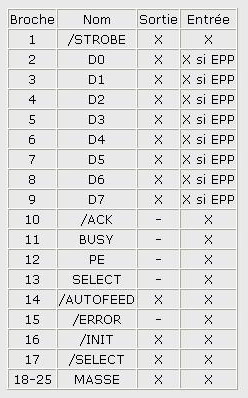 Broche Nom Sortie Entrée
1 /STROBE X X
2 D0 X X si EPP
3 D1 X X si EPP
4 D2 X X si EPP
5 D3 X X si EPP
6 D4 X X si EPP
7 D5 X X si EPP
8 D6 X X si EPP
9 D7 X X si EPP
10 /ACK - X
11 BUSY - X
12 PE - X
13 SELECT - X
14 /AUTOFEED X X
15 /ERROR - X
16 /INIT X X
17 /SELECT X X
18-25 MASSE X X